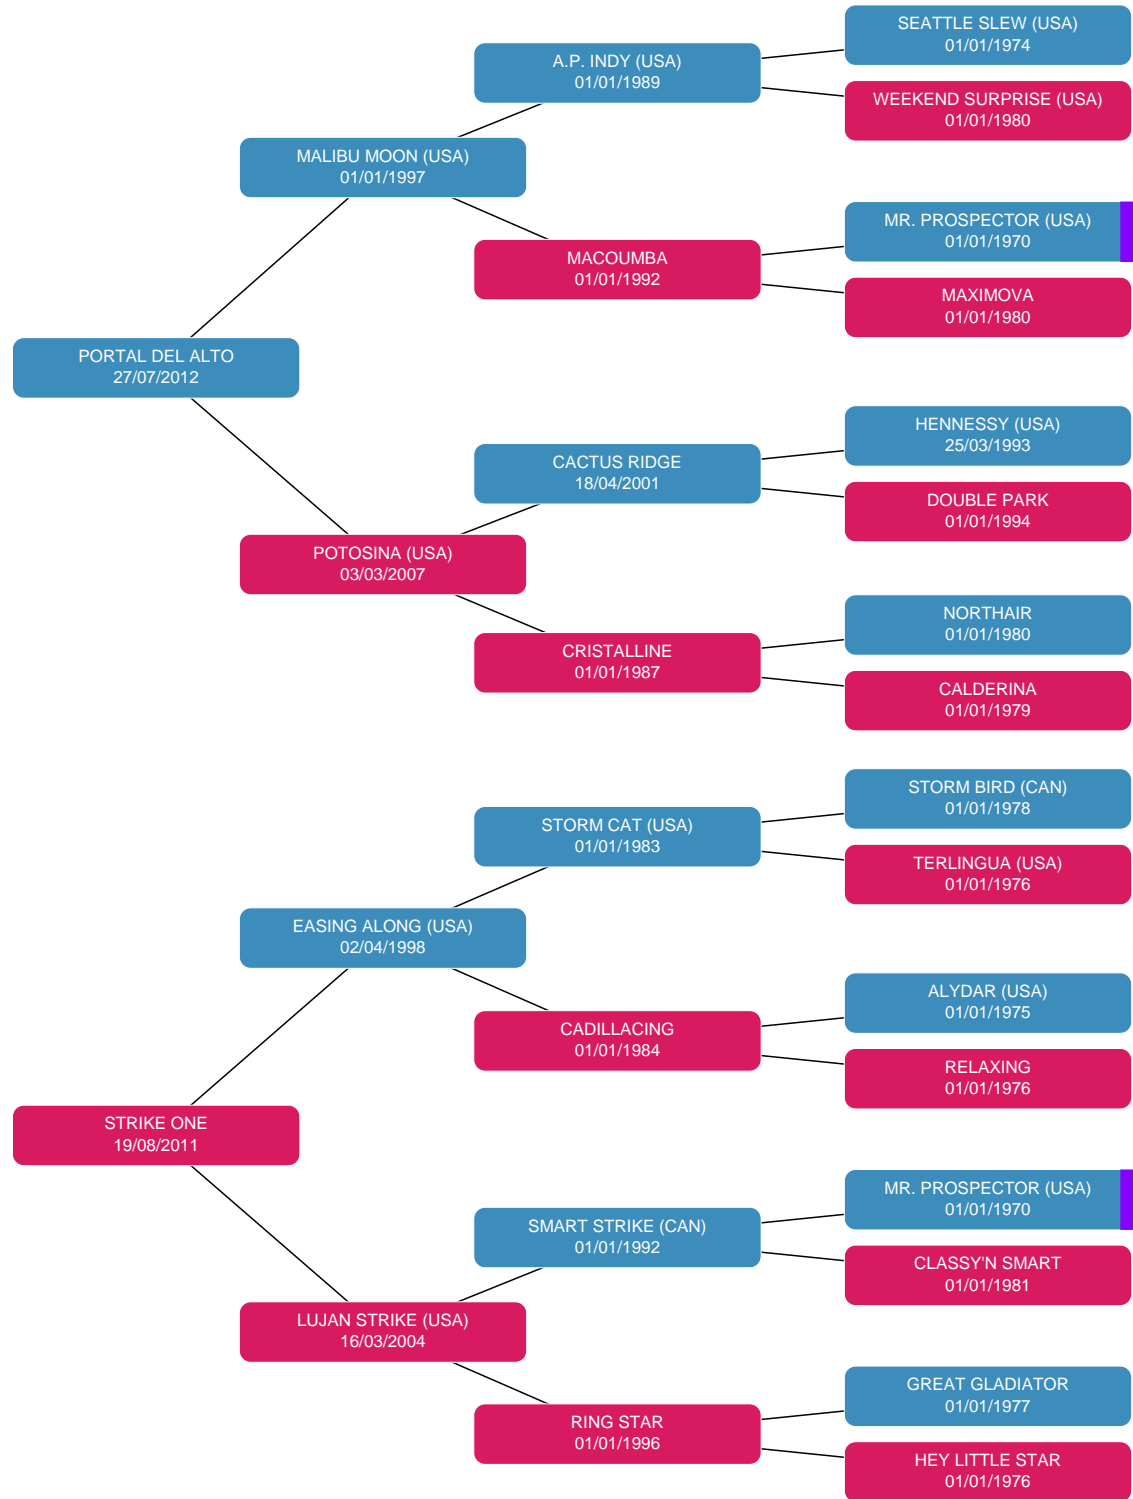 SEATTLE SLEW (USA)
01/01/1974
A.P. INDY (USA)
01/01/1989
WEEKEND SURPRISE (USA)
01/01/1980
MALIBU MOON (USA)
01/01/1997
MR. PROSPECTOR (USA)
01/01/1970
MACOUMBA
01/01/1992
MAXIMOVA
01/01/1980
PORTAL DEL ALTO
27/07/2012
HENNESSY (USA)
25/03/1993
CACTUS RIDGE
18/04/2001
DOUBLE PARK
01/01/1994
POTOSINA (USA)
03/03/2007
NORTHAIR
01/01/1980
CRISTALLINE
01/01/1987
CALDERINA
01/01/1979
STORM BIRD (CAN)
01/01/1978
STORM CAT (USA)
01/01/1983
TERLINGUA (USA)
01/01/1976
EASING ALONG (USA)
02/04/1998
ALYDAR (USA)
01/01/1975
CADILLACING
01/01/1984
RELAXING
01/01/1976
STRIKE ONE
19/08/2011
MR. PROSPECTOR (USA)
01/01/1970
SMART STRIKE (CAN)
01/01/1992
CLASSY'N SMART
01/01/1981
LUJAN STRIKE (USA)
16/03/2004
GREAT GLADIATOR
01/01/1977
RING STAR
01/01/1996
HEY LITTLE STAR
01/01/1976